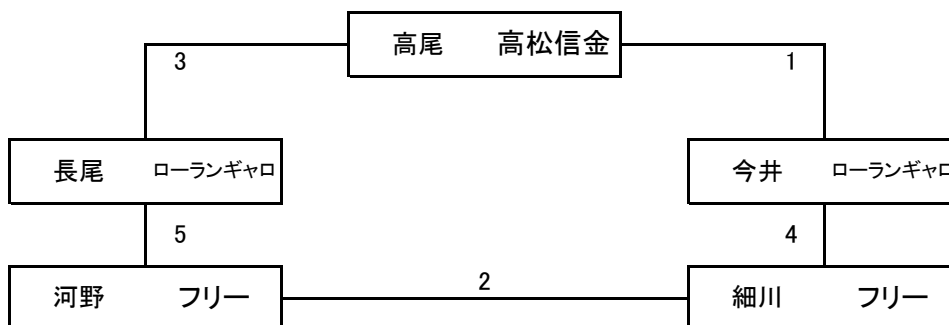 高尾 高松信金
3 1
長尾 ローランギャロ 今井 ローランギャロ
5 4
河野 フリー 2 細川 フリー